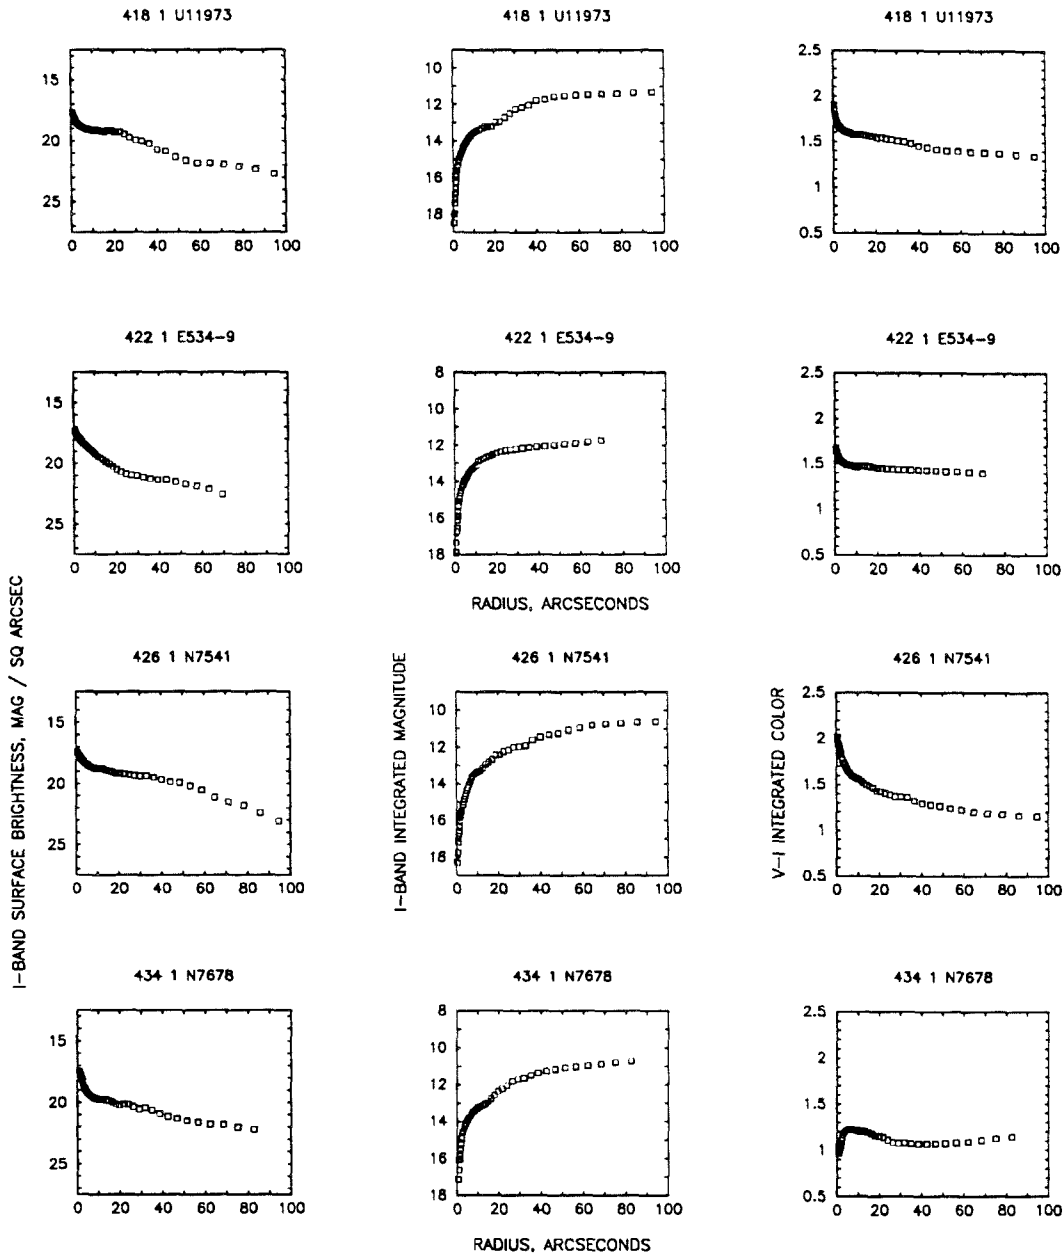 418 1 U11973
418 1 U11973
418 1 U11973
15
20
25
0 20 40 60 80 100
10
12
14
16
18
0 20 40 60 80 100
2.5
2
1.5
1
0.5
0 20 40 60 80 100
422 1 E534-9
422 1 E534-9
422 1 E534-9
15
20
25
0 20 40 60 80 100
8
10
12
14
16
18
0 20 40 60 80 100
RADIUS, ARCSECONDS
2.5
2
1.5
1
0.5
0 20 40 60 80 100
I-BAND SURFACE BRIGHTNESS, MAG / SQ ARCSEC
426 1 N7541
I-BAND INTEGRATED MAGNITUDE
426 1 N7541
V-I INTEGRATED COLOR
426 1 N7541
15
20
25
0 20 40 60 80 100
10
12
14
16
18
0 20 40 60 80 100
2.5
2
1.5
1
0.5
0 20 40 60 80 100
434 1 N7678
434 1 N7678
434 1 N7678
15
20
25
0 20 40 60 80 100
8
10
12
14
16
18
0 20 40 60 80 100
RADIUS, ARCSECONDS
2.5
2
1.5
1
0.5
0 20 40 60 80 100